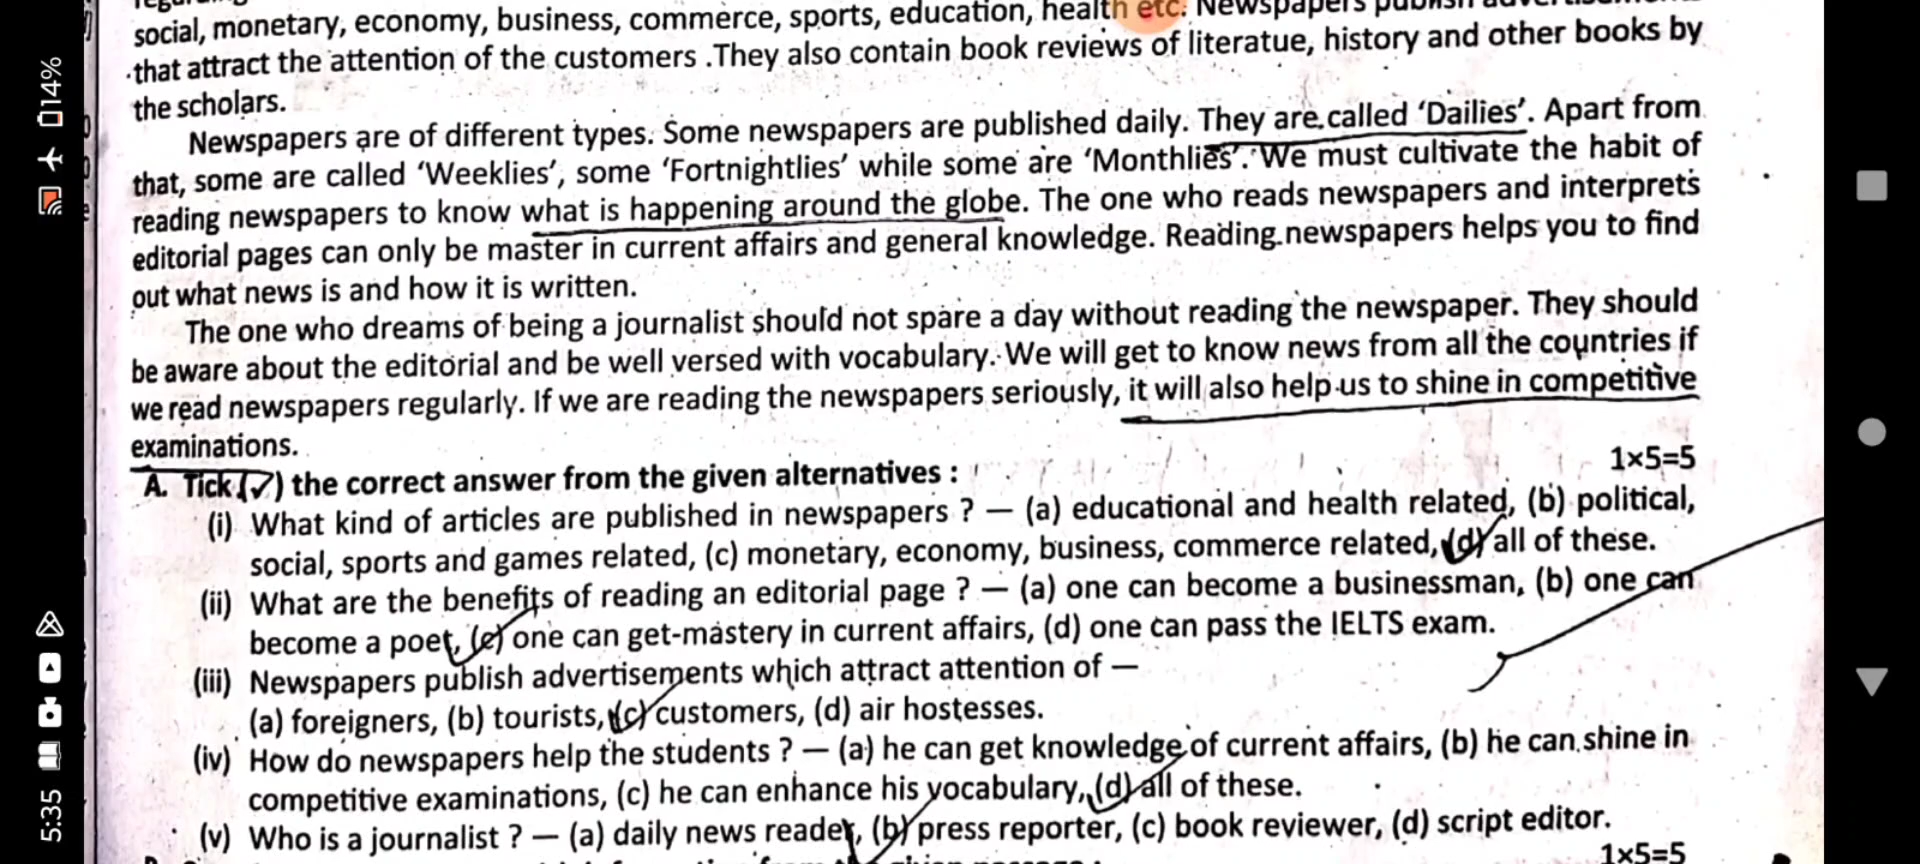 social, monetary, economy, business, commerce, sports, education, health etc. Newspapers publish
that attract the attention of the customers .They also contain book reviews of literatue, history and other books by
the scholars.
Newspapers are of different types. Some newspapers are published daily. They are called 'Dailies'. Apart from
that, some are called 'Weeklies', some 'Fortnightlies' while some are 'Monthlies'. We must cultivate the habit of
reading newspapers to know what is happening around the globe. The one who reads newspapers and interprets
editorial pages can only be master in current affairs and general knowledge. Reading newspapers helps you to find
out what news is and how it is written.
The one who dreams of being a journalist should not spare a day without reading the newspaper. They should
be aware about the editorial and be well versed with vocabulary. We will get to know news from all the countries if
we read newspapers regularly. If we are reading the newspapers seriously, it will also help us to shine in competitive
examinations.
A. Tick (✓) the correct answer from the given alternatives : 1×5=5
(i) What kind of articles are published in newspapers ? — (a) educational and health related, (b) political,
social, sports and games related, (c) monetary, economy, business, commerce related, (d) all of these.
(ii) What are the benefits of reading an editorial page ? — (a) one can become a businessman, (b) one can
become a poet, (c) one can get-mastery in current affairs, (d) one can pass the IELTS exam.
(iii) Newspapers publish advertisements which attract attention of —
(a) foreigners, (b) tourists, (c) customers, (d) air hostesses.
(iv) How do newspapers help the students ? — (a) he can get knowledge of current affairs, (b) he can shine in
competitive examinations, (c) he can enhance his vocabulary, (d) all of these.
(v) Who is a journalist ? — (a) daily news reader, (b) press reporter, (c) book reviewer, (d) script editor.
1×5=5
14%
5:35